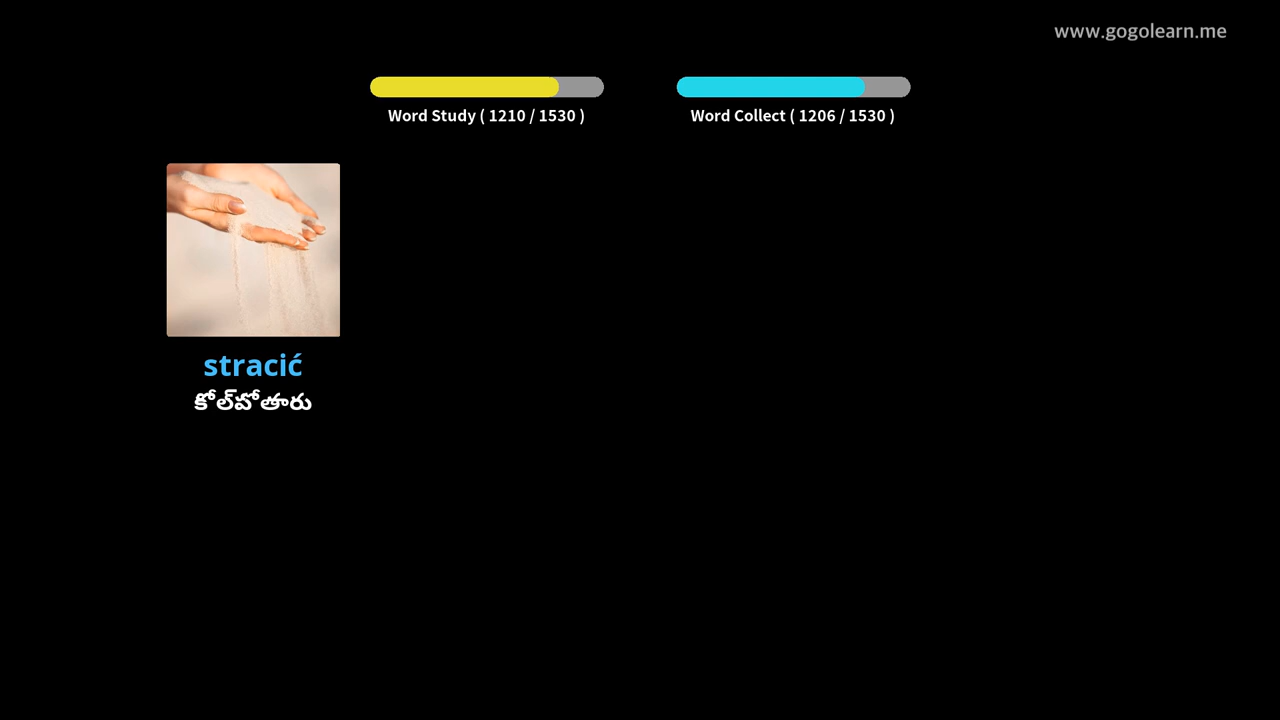 www.gogolearn.me
Word Study ( 1210 / 1530 )
Word Collect ( 1206 / 1530 )
stracić
కోల్పోతారు